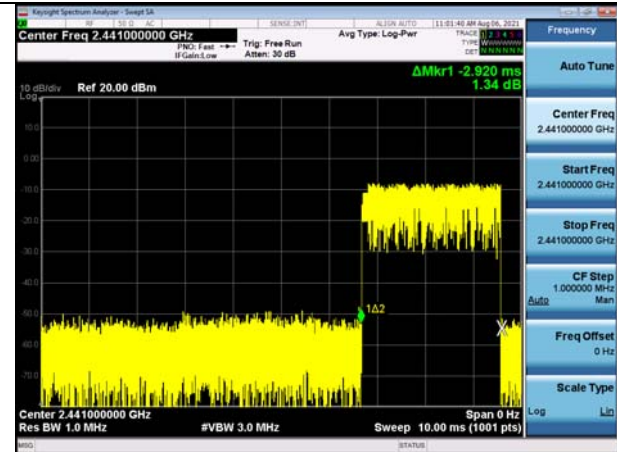 Keysight Spectrum Analyzer - Swept SA
RF 50 Ω AC SENSE:INT ALIGN AUTO 11:01:40 AM Aug 06, 2021
Center Freq 2.441000000 GHz
PNO: Fast
IFGain:Low
Trig: Free Run
Atten: 30 dB
Avg Type: Log-Pwr
TRACE 1 2 3 4 5 6
TYPE
DET N N N N N N
ΔMkr1 -2.920 ms
1.34 dB
10 dB/div Ref 20.00 dBm
Log
10.0
0.00
-10.0
-20.0
-30.0
-40.0
-50.0
-60.0
-70.0
1Δ2
Center 2.441000000 GHz
Span 0 Hz
Res BW 1.0 MHz
#VBW 3.0 MHz
Sweep 10.00 ms (1001 pts)
MSG
STATUS
Frequency
Auto Tune
Center Freq
2.441000000 GHz
Start Freq
2.441000000 GHz
Stop Freq
2.441000000 GHz
CF Step
1.000000 MHz
Auto Man
Freq Offset
0 Hz
Scale Type
Log Lin